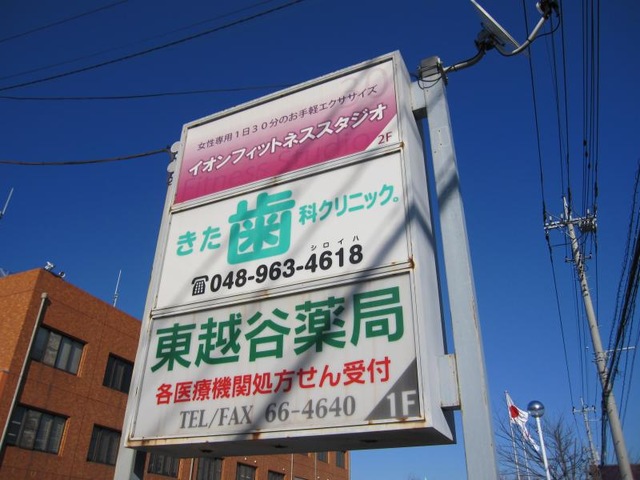 女性専用1日30分のお手軽エクササイズ
イオンフィットネススタジオ
2F
きた歯科クリニック。
シロイハ
☎048-963-4618
東越谷薬局
各医療機関処方せん受付
TEL/FAX 66-4640
1F